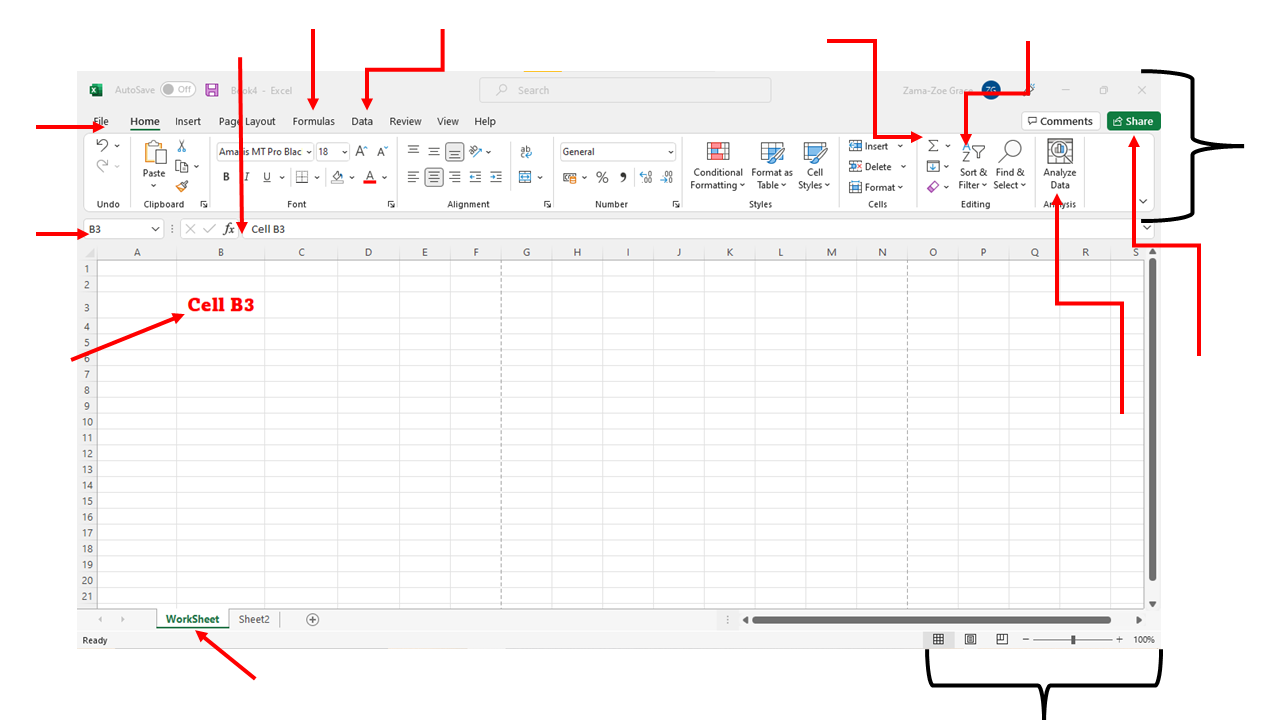 AutoSave Off Book4 - Excel Search Zama-Zoe Grace ZG
File Home Insert Page Layout Formulas Data Review View Help Comments Share
Paste
Amasis MT Pro Blac 18
B I U A
General
Conditional Formatting
Format as Table
Cell Styles
Insert
Delete
Format
Sort & Filter
Find & Select
Analyze Data
Undo Clipboard Font Alignment Number Styles Cells Editing Analysis
B3 fx Cell B3
A B C D E F G H I J K L M N O P Q R S
1
2
3 Cell B3
4
5
6
7
8
9
10
11
12
13
14
15
16
17
18
19
20
21
WorkSheet Sheet2
Ready 100%